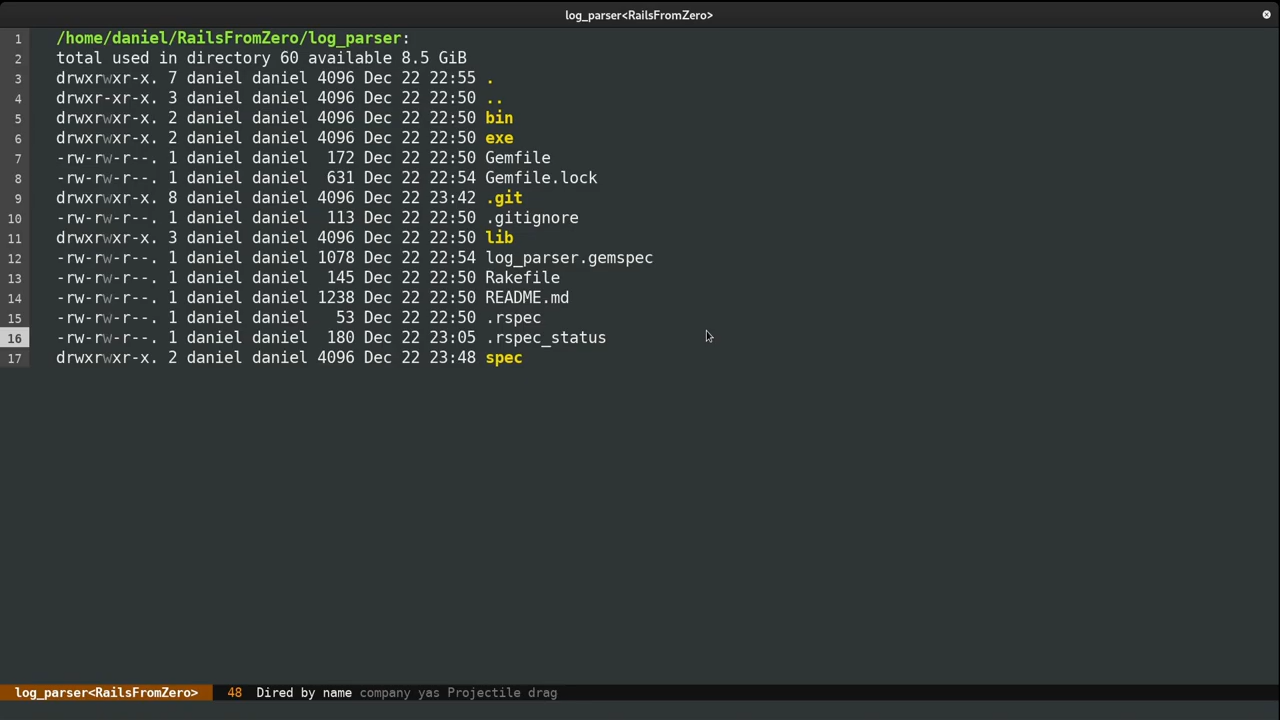 log_parser<RailsFromZero>
1 /home/daniel/RailsFromZero/log_parser:
2 total used in directory 60 available 8.5 GiB
3 drwxrwxr-x. 7 daniel daniel 4096 Dec 22 22:55 .
4 drwxr-xr-x. 3 daniel daniel 4096 Dec 22 22:50 ..
5 drwxrwxr-x. 2 daniel daniel 4096 Dec 22 22:50 bin
6 drwxrwxr-x. 2 daniel daniel 4096 Dec 22 22:50 exe
7 -rw-rw-r--. 1 daniel daniel 172 Dec 22 22:50 Gemfile
8 -rw-rw-r--. 1 daniel daniel 631 Dec 22 22:54 Gemfile.lock
9 drwxrwxr-x. 8 daniel daniel 4096 Dec 22 23:42 .git
10 -rw-rw-r--. 1 daniel daniel 113 Dec 22 22:50 .gitignore
11 drwxrwxr-x. 3 daniel daniel 4096 Dec 22 22:50 lib
12 -rw-rw-r--. 1 daniel daniel 1078 Dec 22 22:54 log_parser.gemspec
13 -rw-rw-r--. 1 daniel daniel 145 Dec 22 22:50 Rakefile
14 -rw-rw-r--. 1 daniel daniel 1238 Dec 22 22:50 README.md
15 -rw-rw-r--. 1 daniel daniel 53 Dec 22 22:50 .rspec
16 -rw-rw-r--. 1 daniel daniel 180 Dec 22 23:05 .rspec_status
17 drwxrwxr-x. 2 daniel daniel 4096 Dec 22 23:48 spec
log_parser<RailsFromZero> 48 Dired by name company yas Projectile drag